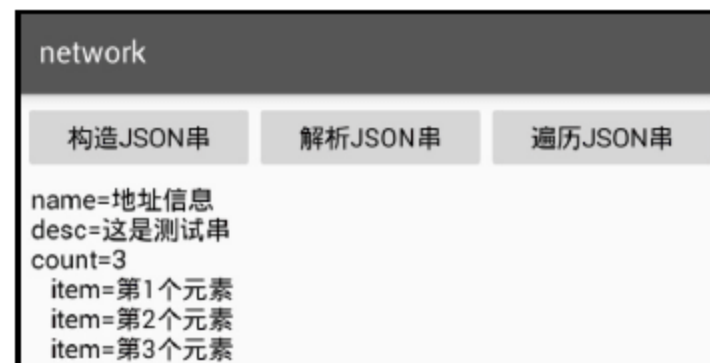 network
构造JSON串 解析JSON串 遍历JSON串
name=地址信息
desc=这是测试串
count=3
item=第1个元素
item=第2个元素
item=第3个元素